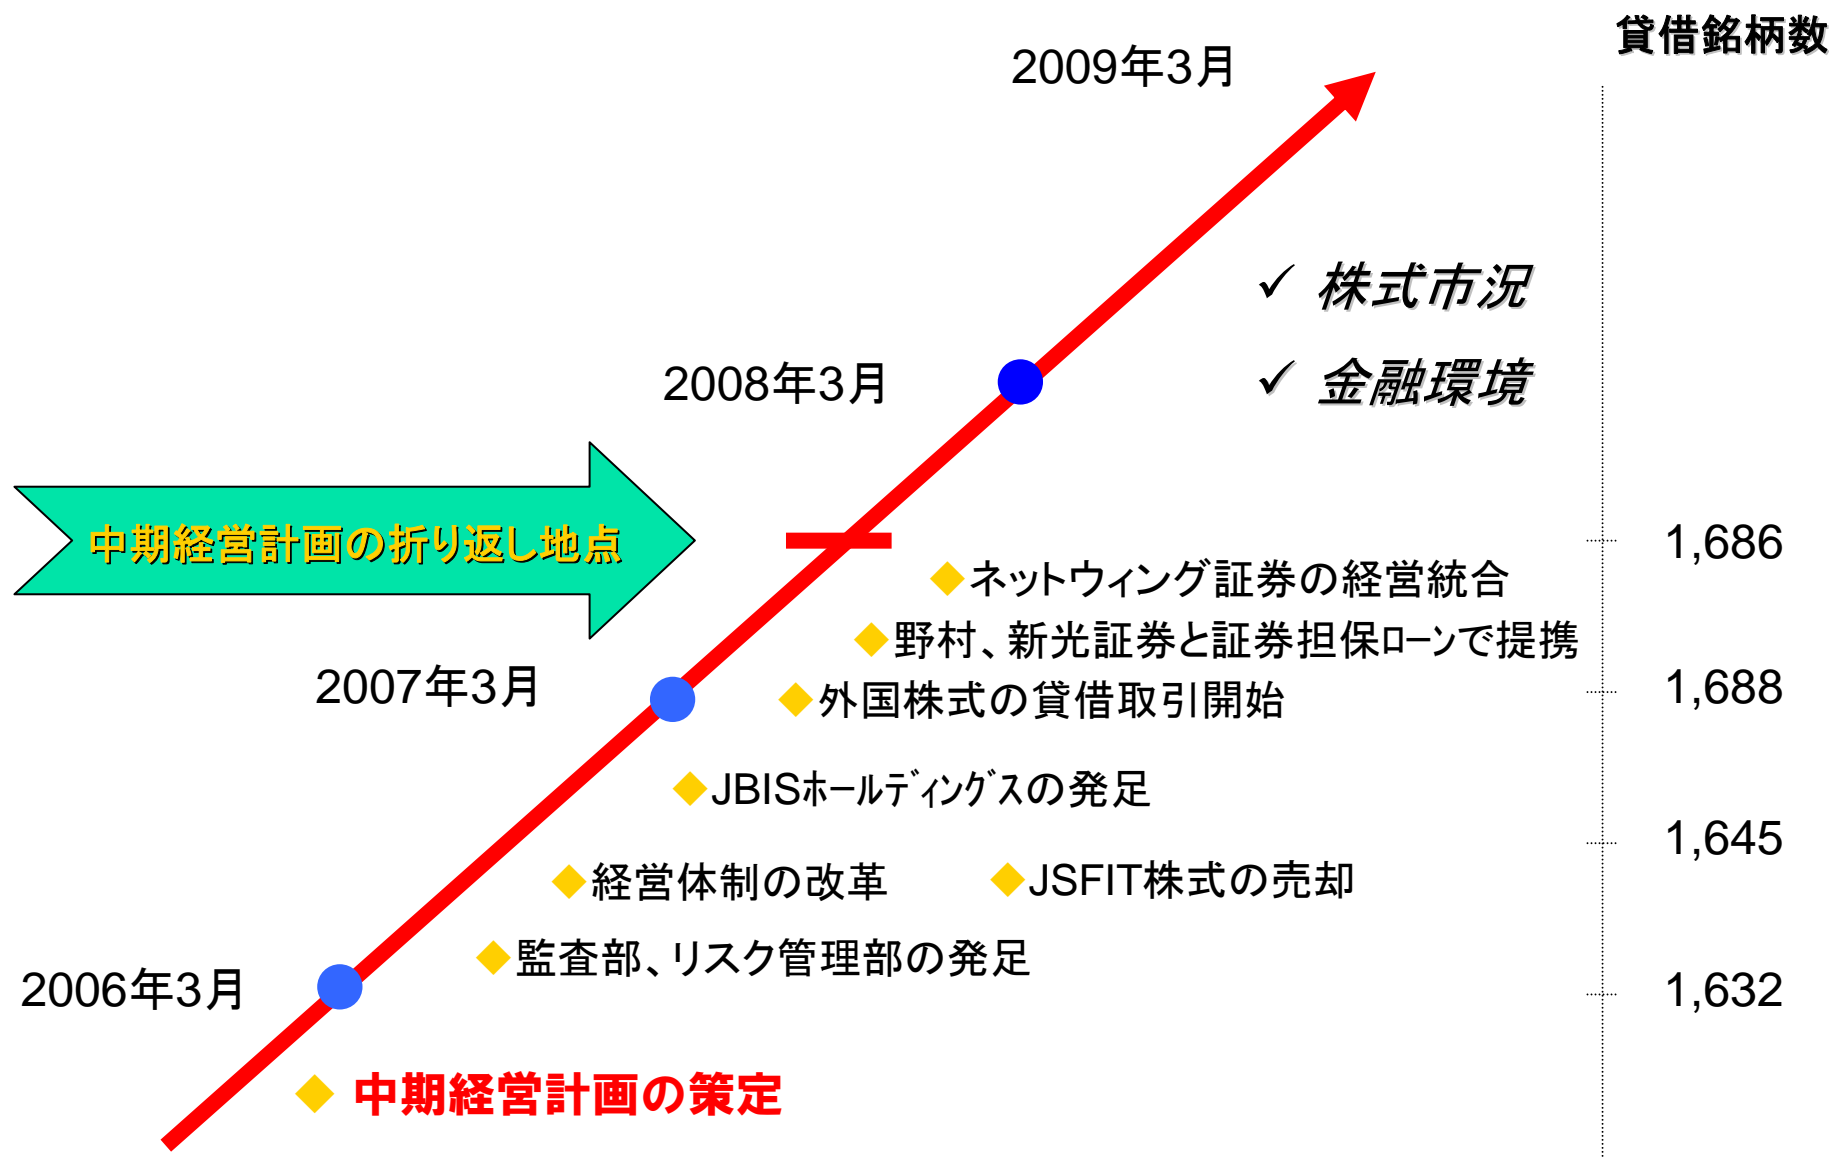 貸借銘柄数
2009年3月
✓ 株式市況
2008年3月
✓ 金融環境
中期経営計画の折り返し地点
1,686
◆ネットウィング証券の経営統合
◆野村、新光証券と証券担保ﾛｰﾝで提携
2007年3月
◆外国株式の貸借取引開始
1,688
◆JBISﾎｰﾙﾃﾞｨﾝｸﾞｽの発足
1,645
◆経営体制の改革
◆JSFIT株式の売却
◆監査部、リスク管理部の発足
2006年3月
1,632
◆ 中期経営計画の策定